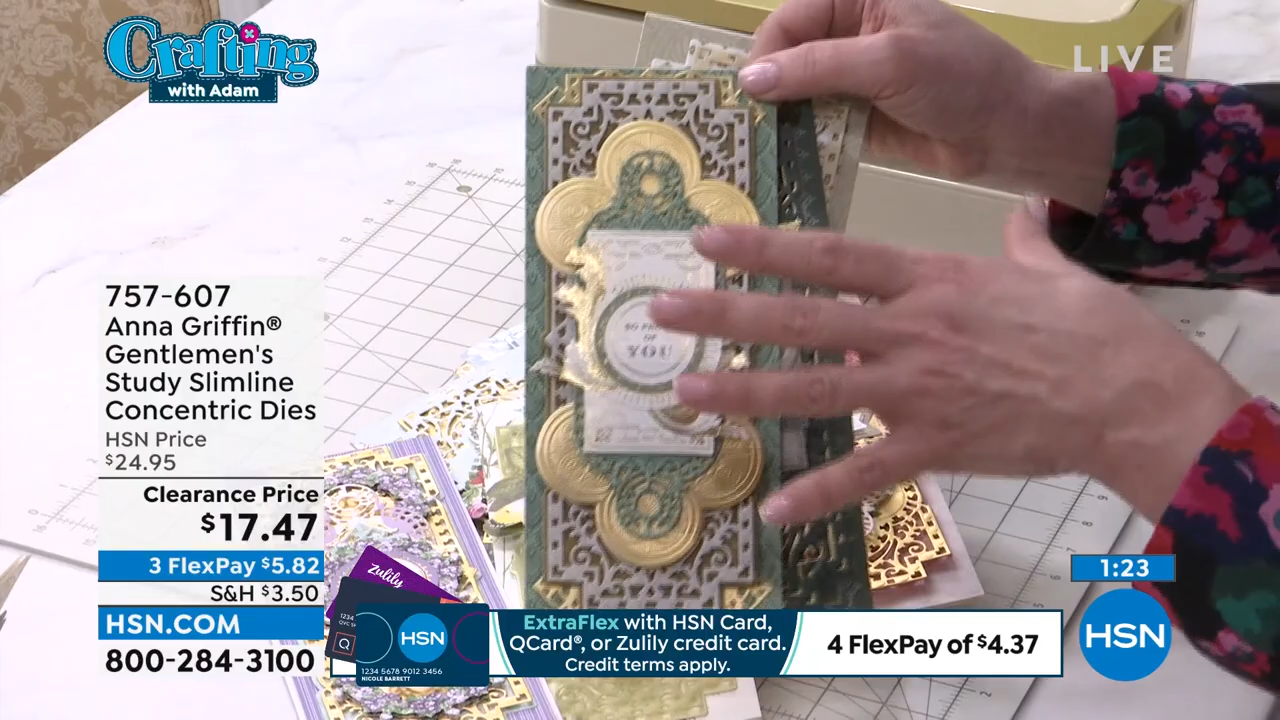 Crafting
with Adam
LIVE
757-607
Anna Griffin®
Gentlemen's
Study Slimline
Concentric Dies
HSN Price
$24.95
Clearance Price
$17.47
3 FlexPay $5.82
S&H $3.50
HSN.COM
800-284-3100
OF
YOU
Zulily
1234
Q
HSN
1234 5678 9012 3456
NICOLE BARRETT
ExtraFlex with HSN Card,
QCard®, or Zulily credit card.
Credit terms apply.
4 FlexPay of $4.37
1:23
HSN